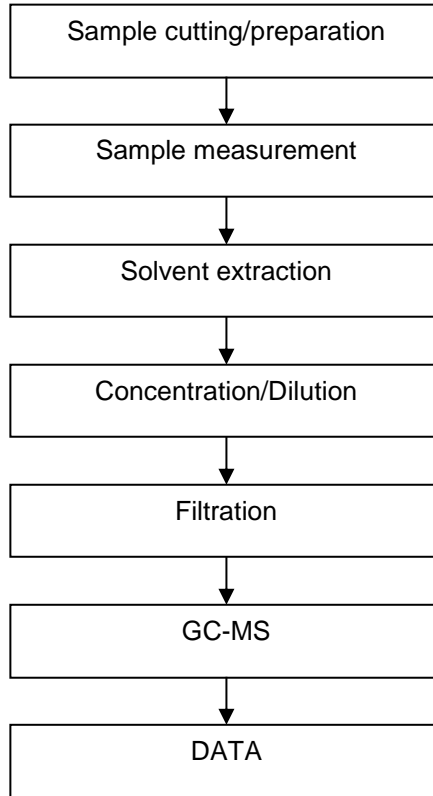 Sample cutting/preparation
Sample measurement
Solvent extraction
Concentration/Dilution
Filtration
GC-MS
DATA